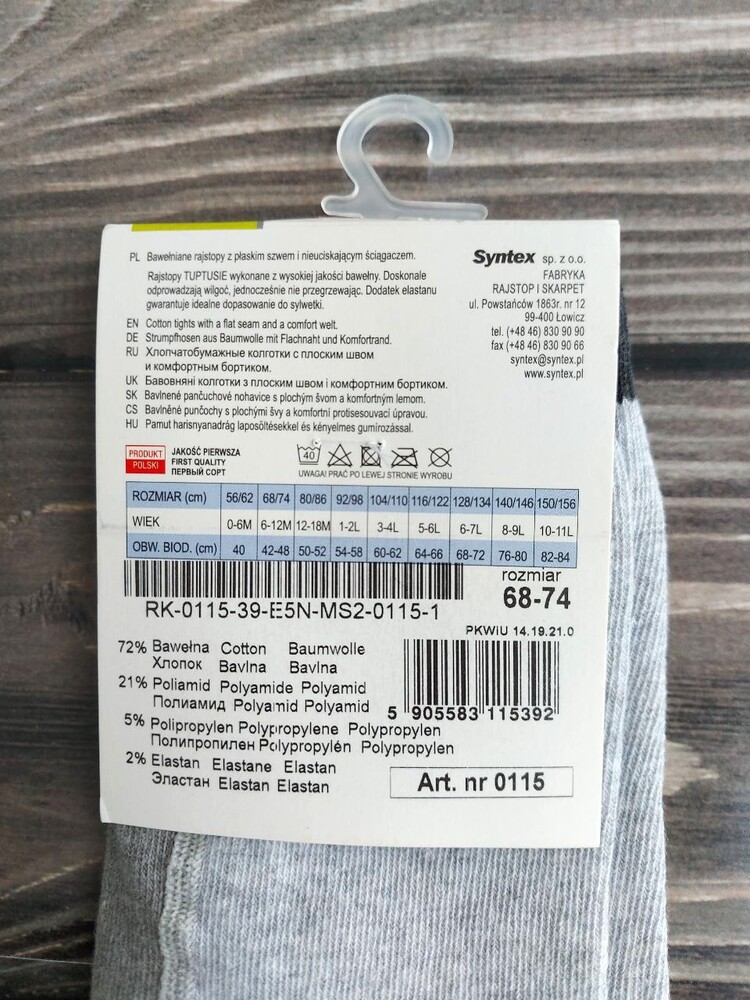 PL Bawełniane rajstopy z płaskim szwem i nieuciskającym ściągaczem.
Rajstopy TUPTUSIE wykonane z wysokiej jakości bawełny. Doskonale
odprowadzają wilgoć, jednocześnie nie przegrzewając. Dodatek elastanu
gwarantuje idealne dopasowanie do sylwetki.
EN Cotton tights with a flat seam and a comfort welt.
DE Strumpfhosen aus Baumwolle mit Flachnaht und Komfortrand.
RU Хлопчатобумажные колготки с плоским швом
и комфортным бортиком.
UK Бавовняні колготки з плоским швом і комфортним бортиком.
SK Bavlnené pančuchové nohavice s plochým švom a komfortným lemom.
CS Bavlněné punčochy s plochými švy a komfortní protisesouvací úpravou.
HU Pamut harisnyanadrág laposöltésekkel és kényelmes gumírozással.
Syntex sp. z o.o.
FABRYKA
RAJSTOP I SKARPET
ul. Powstańców 1863r. nr 12
99-400 Łowicz
tel. (+48 46) 830 90 90
fax (+48 46) 830 90 66
syntex@syntex.pl
www.syntex.pl
PRODUKT
POLSKI
JAKOŚĆ PIERWSZA
FIRST QUALITY
ПЕРВЫЙ СОРТ
40
UWAGA! PRAĆ PO LEWEJ STRONIE WYROBU
ROZMIAR (cm) 56/62 68/74 80/86 92/98 104/110 116/122 128/134 140/146 150/156
WIEK 0-6M 6-12M 12-18M 1-2L 3-4L 5-6L 6-7L 8-9L 10-11L
OBW. BIOD. (cm) 40 42-48 50-52 54-58 60-62 64-66 68-72 76-80 82-84
RK-0115-39-E5N-MS2-0115-1
rozmiar
68-74
PKWIU 14.19.21.0
72% Bawełna Cotton Baumwolle
Хлопок Bavlna Bavlna
21% Poliamid Polyamide Polyamid
Полиамид Polyamid Polyamid
5% Polipropylen Polypropylene Polypropylen
Полипропилен Polypropylén Polypropylen
2% Elastan Elastane Elastan
Эластан Elastan Elastan
5 905583 115392
Art. nr 0115